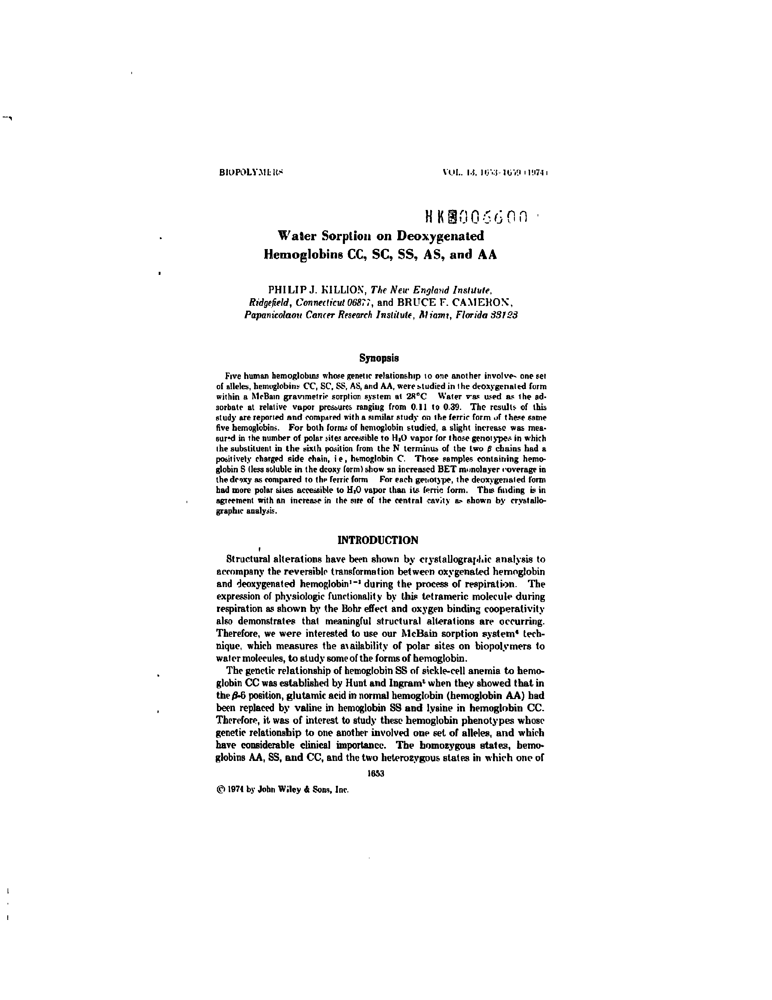 BIOPOLYMERS VOL. 13, 1653-1659 (1974)
Water Sorption on Deoxygenated
Hemoglobins CC, SC, SS, AS, and AA
PHILIP J. KILLION, The New England Institute,
Ridgefield, Connecticut 06877, and BRUCE F. CAMERON,
Papanicolaou Cancer Research Institute, Miami, Florida 33123
Synopsis
Five human hemoglobins whose genetic relationship to one another involves one set
of alleles, hemoglobins CC, SC, SS, AS, and AA, were studied in the deoxygenated form
within a McBain gravimetric sorption system at 28°C Water was used as the ad-
sorbate at relative vapor pressures ranging from 0.11 to 0.39. The results of this
study are reported and compared with a similar study on the ferric form of these same
five hemoglobins. For both forms of hemoglobin studied, a slight increase was mea-
sured in the number of polar sites accessible to H₂O vapor for those genotypes in which
the substituent in the sixth position from the N terminus of the two β chains had a
positively charged side chain, i e, hemoglobin C. Those samples containing hemo-
globin S (less soluble in the deoxy form) show an increased BET monolayer coverage in
the deoxy as compared to the ferric form For each genotype, the deoxygenated form
had more polar sites accessible to H₂O vapor than its ferric form. This finding is in
agreement with an increase in the size of the central cavity as shown by crystallo-
graphic analysis.
INTRODUCTION
Structural alterations have been shown by crystallographic analysis to
accompany the reversible transformation between oxygenated hemoglobin
and deoxygenated hemoglobin¹⁻³ during the process of respiration. The
expression of physiologic functionality by this tetrameric molecule during
respiration as shown by the Bohr effect and oxygen binding cooperativity
also demonstrates that meaningful structural alterations are occurring.
Therefore, we were interested to use our McBain sorption system⁴ tech-
nique, which measures the availability of polar sites on biopolymers to
water molecules, to study some of the forms of hemoglobin.
The genetic relationship of hemoglobin SS of sickle-cell anemia to hemo-
globin CC was established by Hunt and Ingram⁵ when they showed that in
the β-6 position, glutamic acid in normal hemoglobin (hemoglobin AA) had
been replaced by valine in hemoglobin SS and lysine in hemoglobin CC.
Therefore, it was of interest to study these hemoglobin phenotypes whose
genetic relationship to one another involved one set of alleles, and which
have considerable clinical importance. The homozygous states, hemo-
globins AA, SS, and CC, and the two heterozygous states in which one of
1653
© 1974 by John Wiley & Sons, Inc.